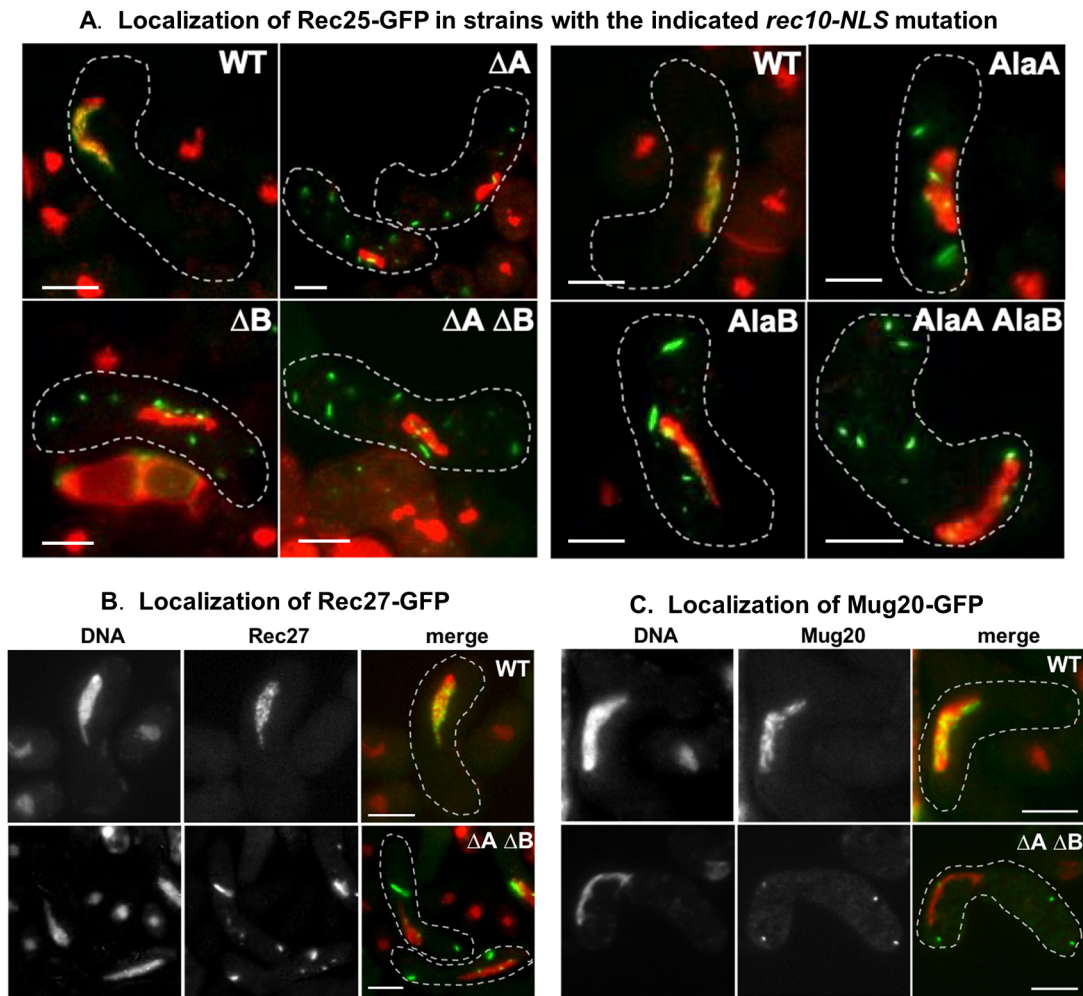 A. Localization of Rec25-GFP in strains with the indicated rec10-NLS mutation
WT
ΔA
WT
AlaA
ΔB
ΔA ΔB
AlaB
AlaA AlaB
B. Localization of Rec27-GFP
DNA
Rec27
merge
WT
ΔA ΔB
C. Localization of Mug20-GFP
DNA
Mug20
merge
WT
ΔA ΔB